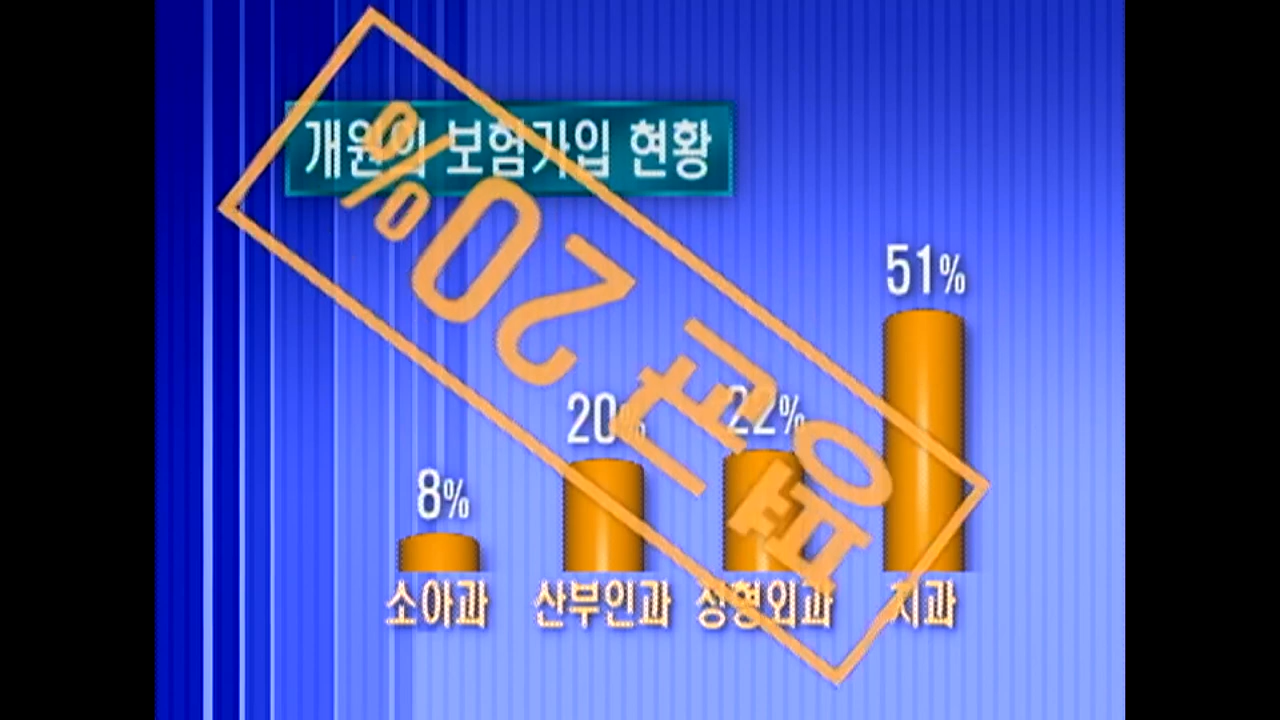 개원의 보험가입 현황
평균 20%
8%
20%
22%
51%
소아과 산부인과 정형외과 치과